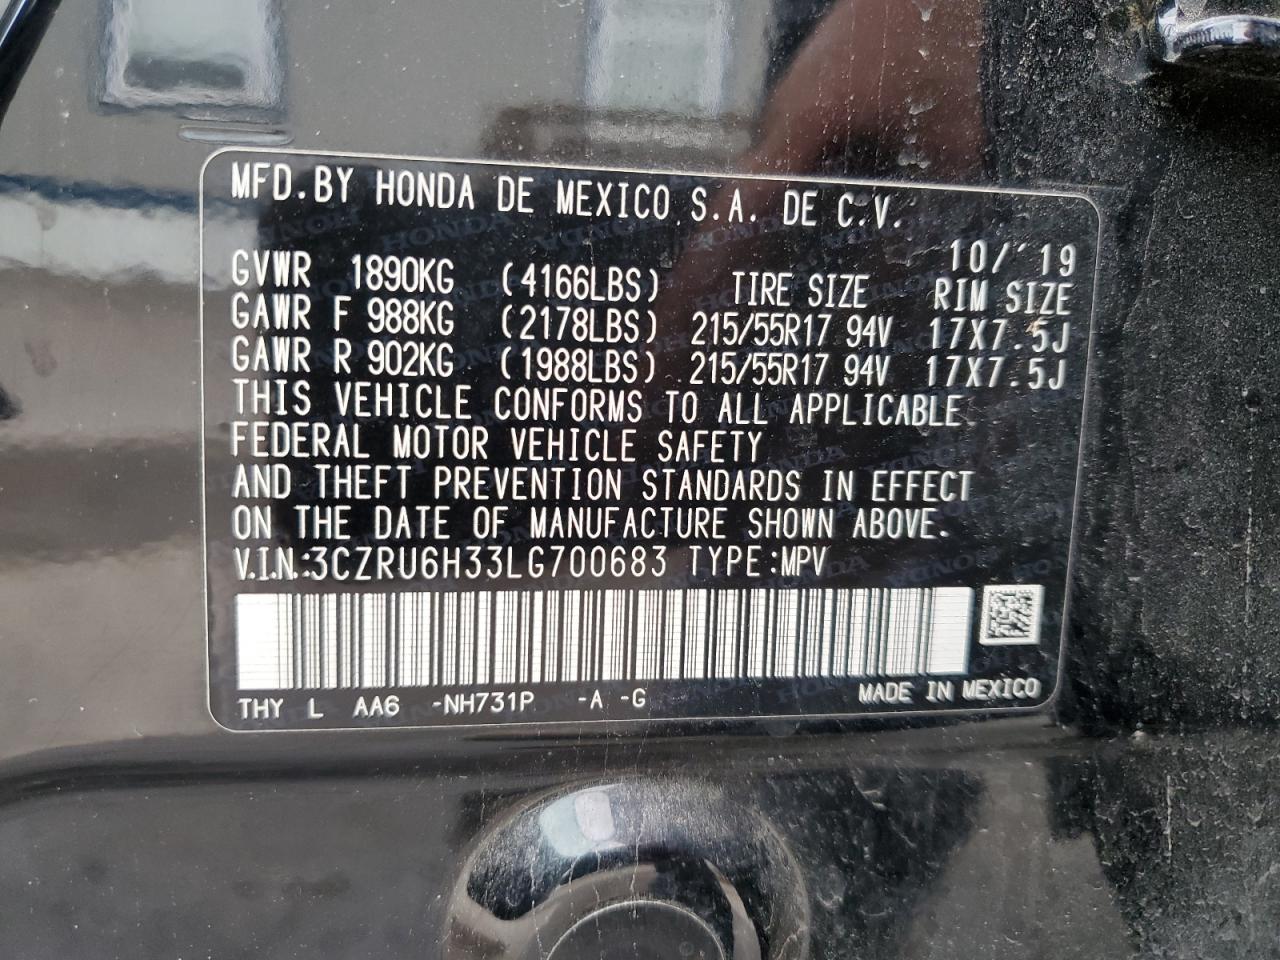 MFD.BY HONDA DE MEXICO S.A. DE C.V.
10/ '19
GVWR 1890KG (4166LBS) TIRE SIZE RIM SIZE
GAWR F 988KG (2178LBS) 215/55R17 94V 17X7.5J
GAWR R 902KG (1988LBS) 215/55R17 94V 17X7.5J
THIS VEHICLE CONFORMS TO ALL APPLICABLE
FEDERAL MOTOR VEHICLE SAFETY
AND THEFT PREVENTION STANDARDS IN EFFECT
ON THE DATE OF MANUFACTURE SHOWN ABOVE.
V.I.N.:3CZRU6H33LG700683 TYPE:MPV
THY L AA6 -NH731P -A -G MADE IN MEXICO